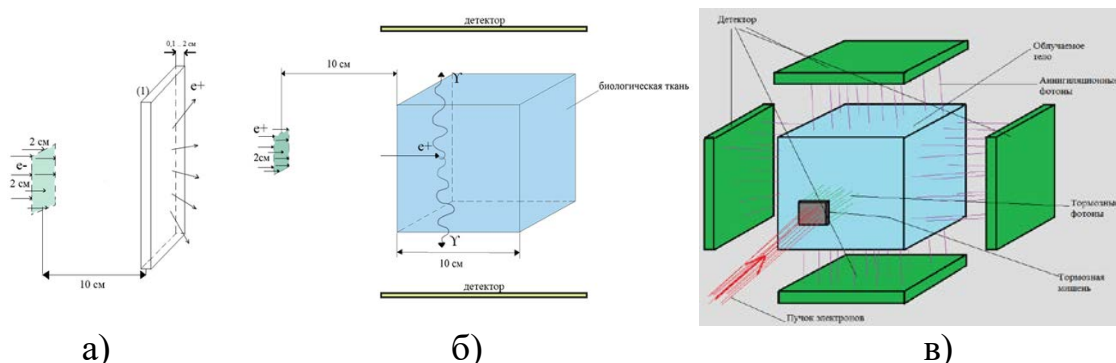 0,1 .. 2 см
(1)
e+
2 см
e-
2 см
10 см
а)
детектор
10 см
биологическая ткань
ϒ
e+
2см
e+
ϒ
10 см
детектор
б)
Детектор
Облучаемое
тело
Аннигиляционные
фотоны
Тормозные
фотоны
Тормозная
мишень
Пучок электронов
в)